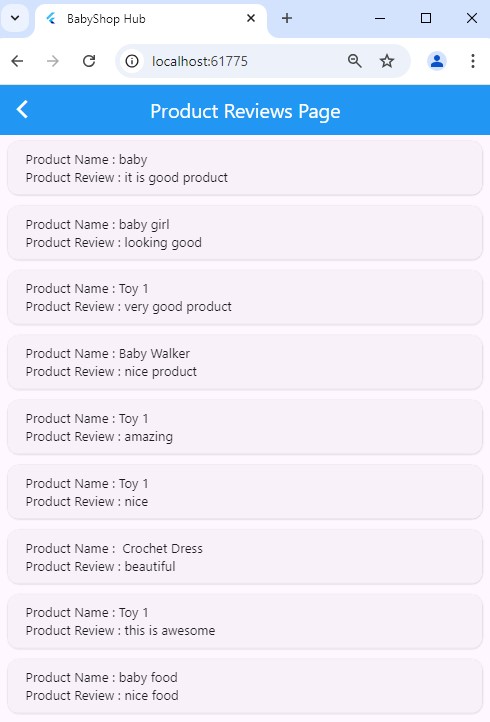 BabyShop Hub
localhost:61775
Product Reviews Page
Product Name : baby
Product Review : it is good product
Product Name : baby girl
Product Review : looking good
Product Name : Toy 1
Product Review : very good product
Product Name : Baby Walker
Product Review : nice product
Product Name : Toy 1
Product Review : amazing
Product Name : Toy 1
Product Review : nice
Product Name :  Crochet Dress
Product Review : beautiful
Product Name : Toy 1
Product Review : this is awesome
Product Name : baby food
Product Review : nice food